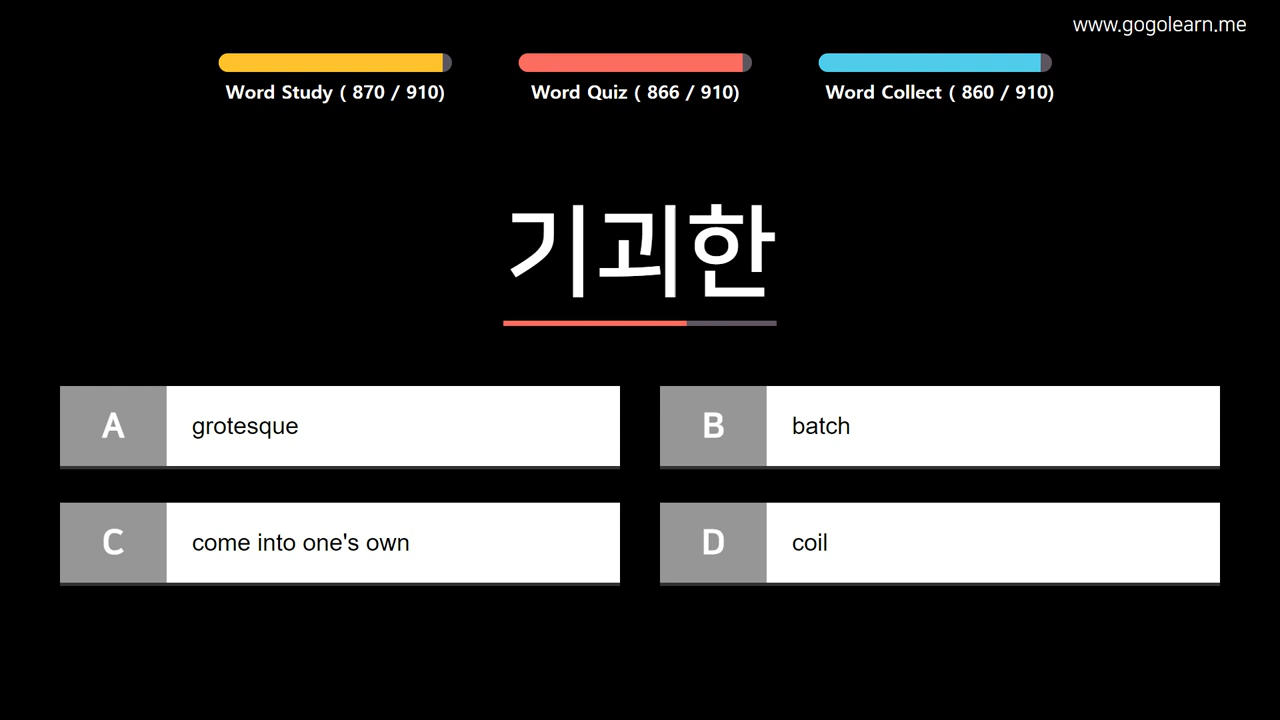 www.gogolearn.me
Word Study ( 870 / 910)
Word Quiz ( 866 / 910)
Word Collect ( 860 / 910)
기괴한
A grotesque
B batch
C come into one's own
D coil